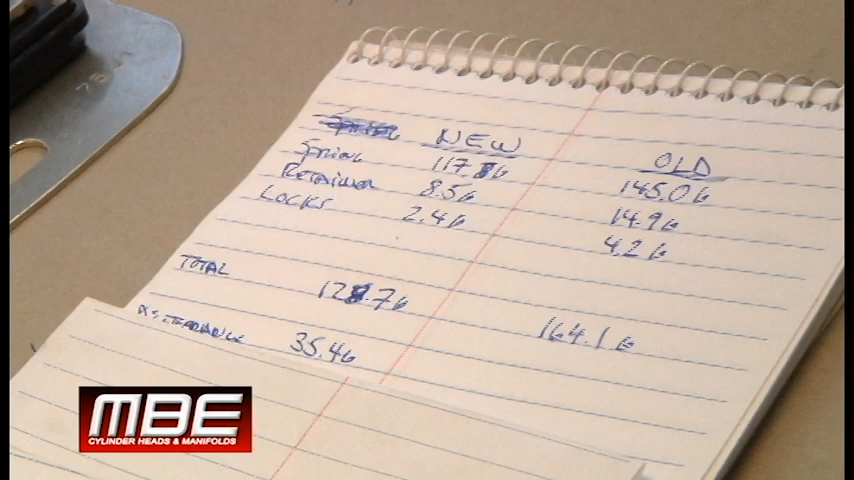 NEW OLD
SPRING 117.8G 145.0G
RETAINER 8.5G 14.9G
LOCKS 2.4G 4.2G
TOTAL 128.7G 164.1G
35.4G
MBE
CYLINDER HEADS & MANIFOLDS